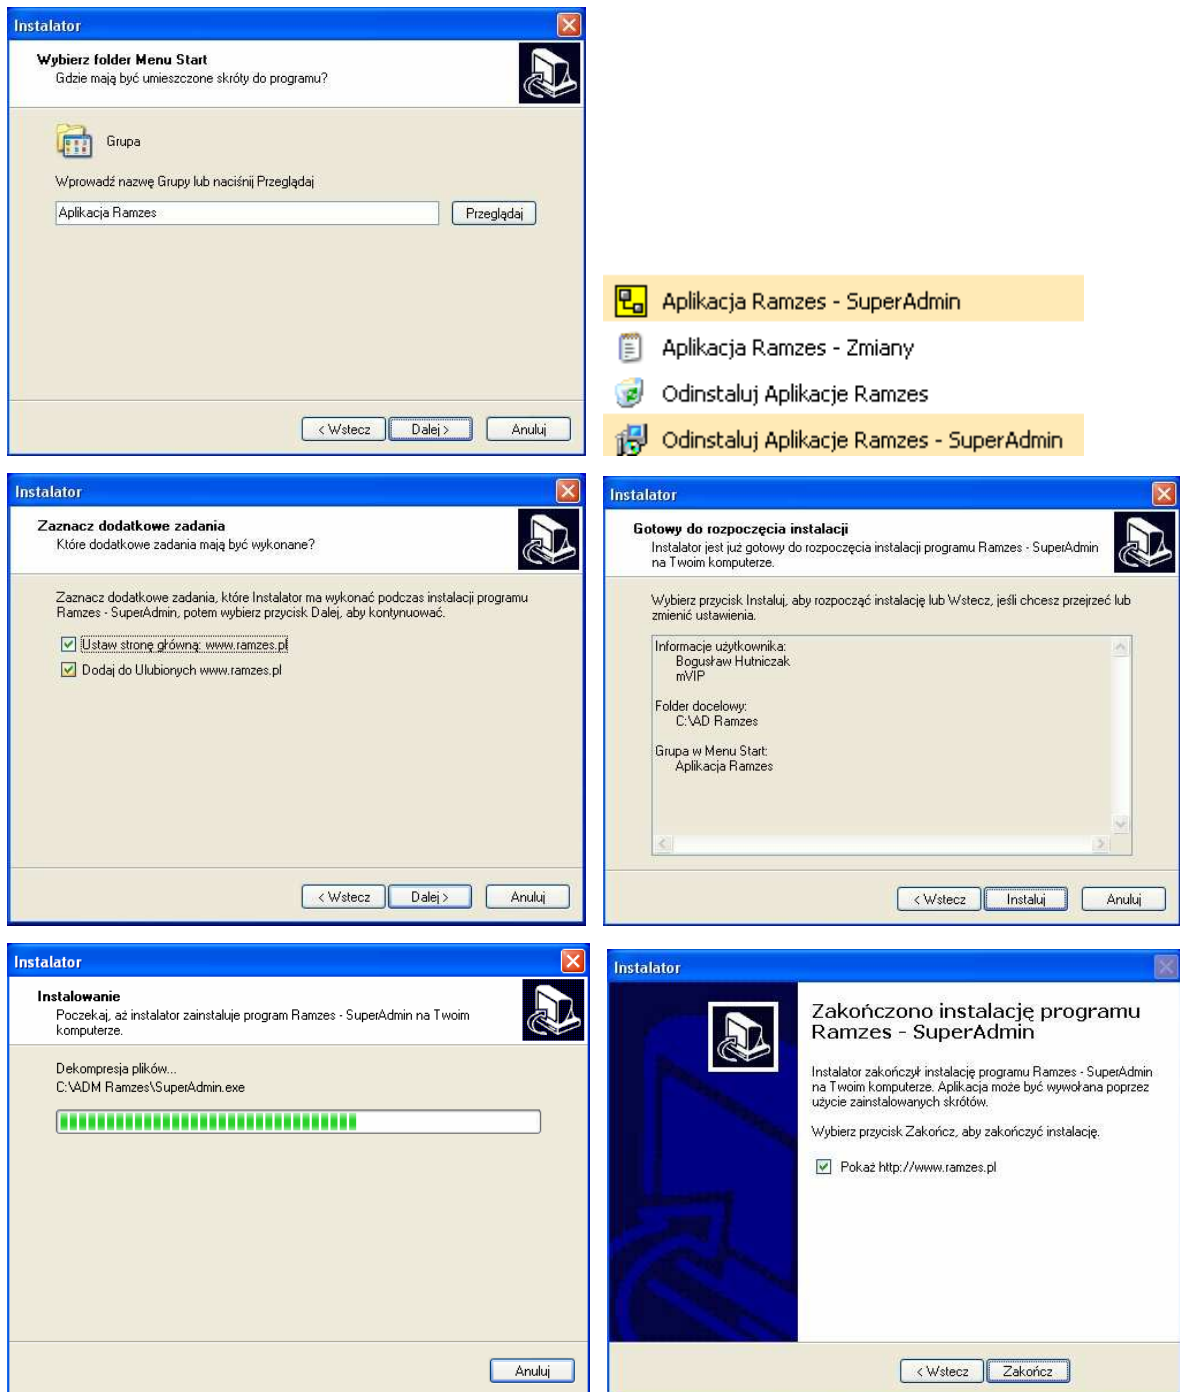 Instalator
Wybierz folder Menu Start
Gdzie mają być umieszczone skróty do programu?
Grupa
Wprowadź nazwę Grupy lub naciśnij Przeglądaj
Aplikacja Ramzes
Przeglądaj
< Wstecz
Dalej >
Anuluj
Aplikacja Ramzes - SuperAdmin
Aplikacja Ramzes - Zmiany
Odinstaluj Aplikacje Ramzes
Odinstaluj Aplikacje Ramzes - SuperAdmin
Instalator
Zaznacz dodatkowe zadania
Które dodatkowe zadania mają być wykonane?
Zaznacz dodatkowe zadania, które Instalator ma wykonać podczas instalacji programu
Ramzes - SuperAdmin, potem wybierz przycisk Dalej, aby kontynuować.
Ustaw stronę główną: www.ramzes.pl
Dodaj do Ulubionych www.ramzes.pl
< Wstecz
Dalej >
Anuluj
Instalator
Gotowy do rozpoczęcia instalacji
Instalator jest już gotowy do rozpoczęcia instalacji programu Ramzes - SuperAdmin
na Twoim komputerze.
Wybierz przycisk Instaluj, aby rozpocząć instalację lub Wstecz, jeśli chcesz przejrzeć lub
zmienić ustawienia.
Informacje użytkownika:
Bogusław Hutniczak
mVIP
Folder docelowy:
C:\AD Ramzes
Grupa w Menu Start:
Aplikacja Ramzes
< Wstecz
Instaluj
Anuluj
Instalator
Instalowanie
Poczekaj, aż instalator zainstaluje program Ramzes - SuperAdmin na Twoim
komputerze.
Dekompresja plików...
C:\ADM Ramzes\SuperAdmin.exe
Anuluj
Instalator
Zakończono instalację programu
Ramzes - SuperAdmin
Instalator zakończył instalację programu Ramzes - SuperAdmin
na Twoim komputerze. Aplikacja może być wywołana poprzez
użycie zainstalowanych skrótów.
Wybierz przycisk Zakończ, aby zakończyć instalację.
Pokaż http://www.ramzes.pl
< Wstecz
Zakończ